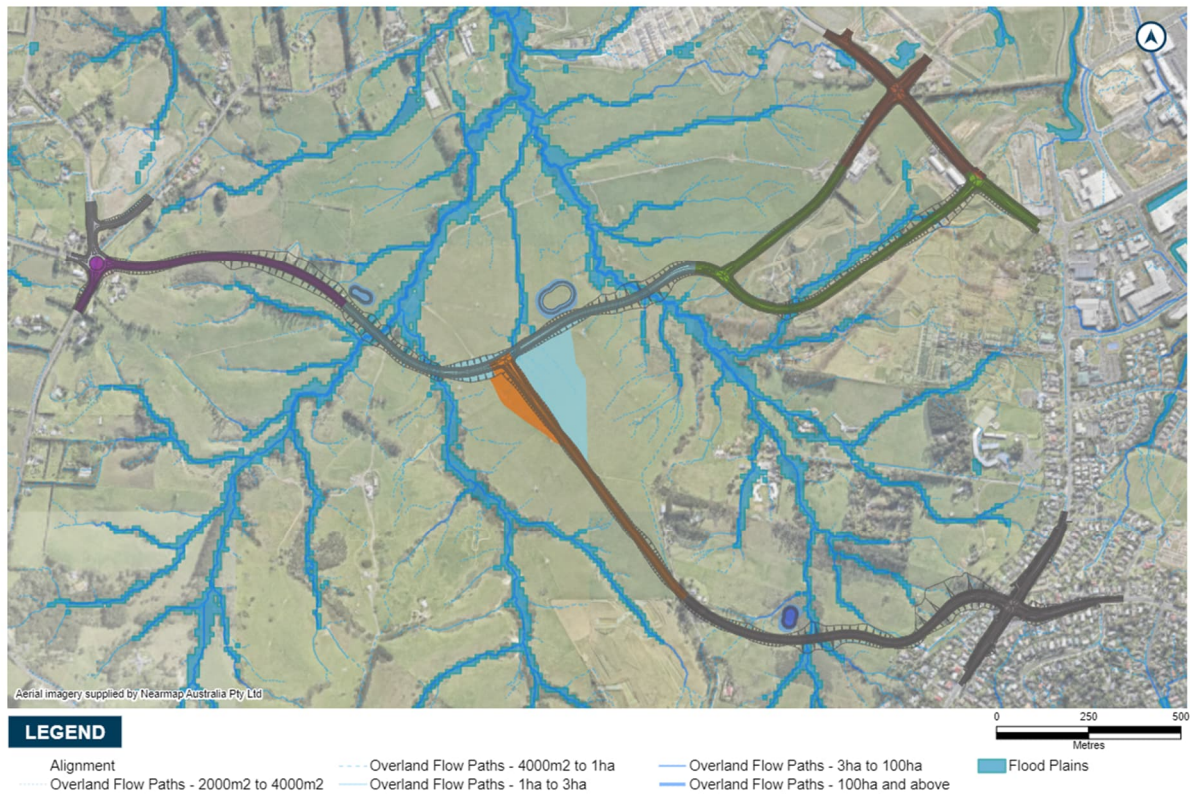 Aerial imagery supplied by Nearmap Australia Pty Ltd
LEGEND
0 250 500
Metres
Alignment
Overland Flow Paths - 2000m2 to 4000m2
Overland Flow Paths - 4000m2 to 1ha
Overland Flow Paths - 1ha to 3ha
Overland Flow Paths - 3ha to 100ha
Overland Flow Paths - 100ha and above
Flood Plains